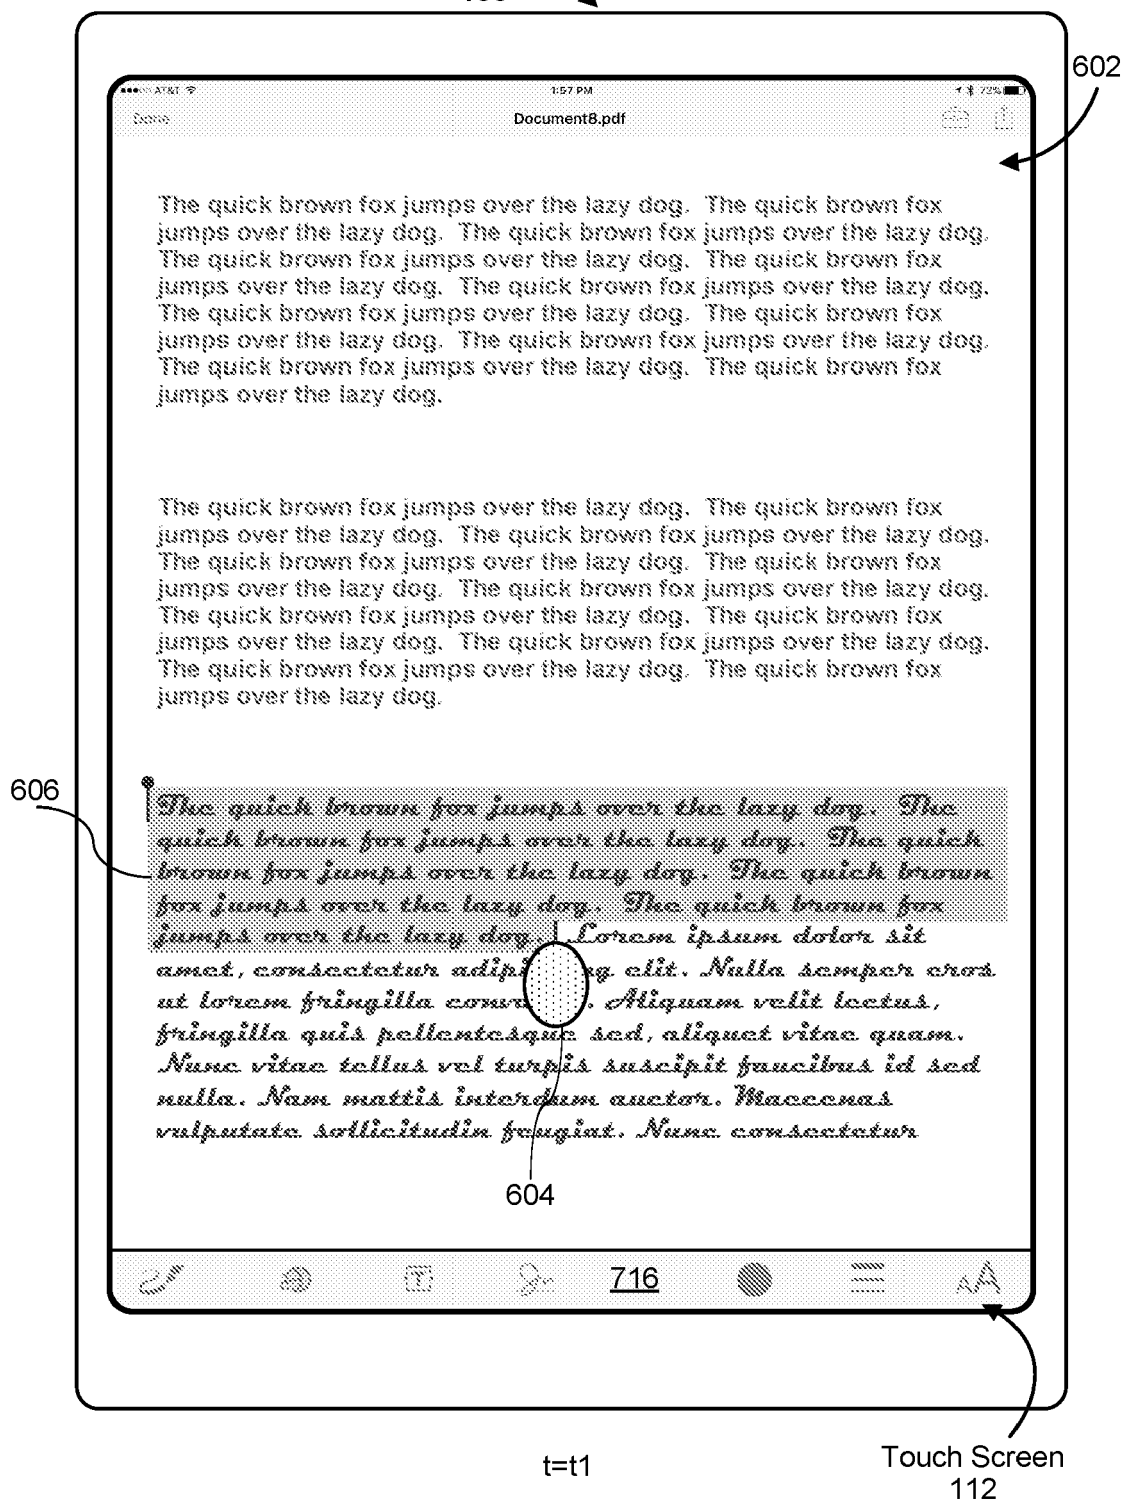 602
AT&T 1:57 PM 72%
Done Document8.pdf
The quick brown fox jumps over the lazy dog. The quick brown fox
jumps over the lazy dog. The quick brown fox jumps over the lazy dog.
The quick brown fox jumps over the lazy dog. The quick brown fox
jumps over the lazy dog. The quick brown fox jumps over the lazy dog.
The quick brown fox jumps over the lazy dog. The quick brown fox
jumps over the lazy dog. The quick brown fox jumps over the lazy dog.
The quick brown fox jumps over the lazy dog. The quick brown fox
jumps over the lazy dog.
The quick brown fox jumps over the lazy dog. The quick brown fox
jumps over the lazy dog. The quick brown fox jumps over the lazy dog.
The quick brown fox jumps over the lazy dog. The quick brown fox
jumps over the lazy dog. The quick brown fox jumps over the lazy dog.
The quick brown fox jumps over the lazy dog. The quick brown fox
jumps over the lazy dog. The quick brown fox jumps over the lazy dog.
The quick brown fox jumps over the lazy dog. The quick brown fox
jumps over the lazy dog.
606
The quick brown fox jumps over the lazy dog. The
quick brown fox jumps over the lazy dog. The quick
brown fox jumps over the lazy dog. The quick brown
fox jumps over the lazy dog. The quick brown fox
jumps over the lazy dog. Lorem ipsum dolor sit
amet, consectetur elit. Nulla semper eros
ut lorem fringilla . Aliquam velit lectus,
fringilla quis pellentesque sed, aliquet vitae quam.
Nunc vitae tellus vel turpis suscipit faucibus id sed
nulla. Nam mattis interdum auctor. Maecenas
vulputate sollicitudin feugiat. Nunc consectetur
604
T 716 AA
t=t1
Touch Screen
112